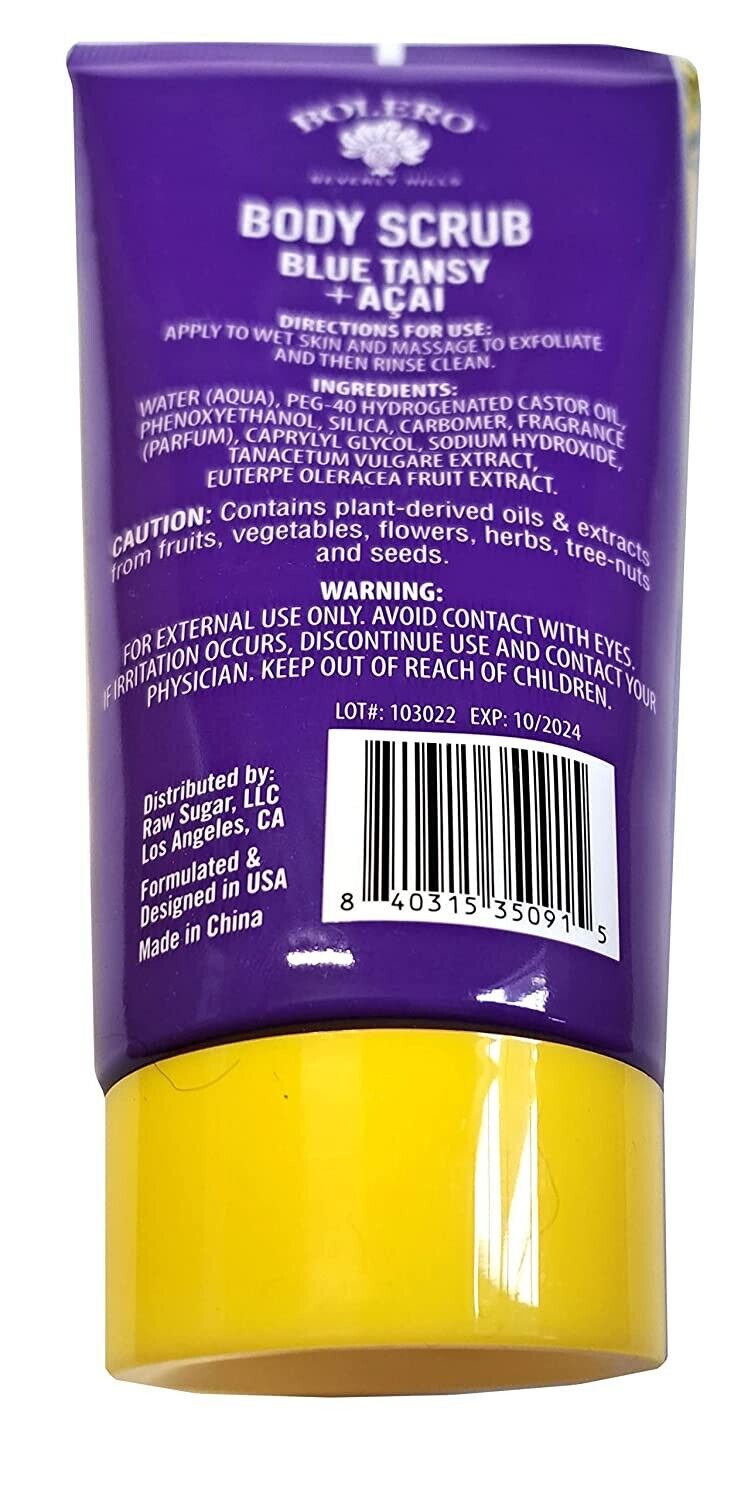 BOLERO
BEVERLY HILLS
BODY SCRUB
BLUE TANSY
+ AÇAI
DIRECTIONS FOR USE:
APPLY TO WET SKIN AND MASSAGE TO EXFOLIATE
AND THEN RINSE CLEAN.
INGREDIENTS:
WATER (AQUA), PEG-40 HYDROGENATED CASTOR OIL,
PHENOXYETHANOL, SILICA, CARBOMER, FRAGRANCE
(PARFUM), CAPRYLYL GLYCOL, SODIUM HYDROXIDE,
TANACETUM VULGARE EXTRACT,
EUTERPE OLERACEA FRUIT EXTRACT.
CAUTION: Contains plant-derived oils & extracts
from fruits, vegetables, flowers, herbs, tree-nuts
and seeds.
WARNING:
FOR EXTERNAL USE ONLY. AVOID CONTACT WITH EYES.
IF IRRITATION OCCURS, DISCONTINUE USE AND CONTACT YOUR
PHYSICIAN. KEEP OUT OF REACH OF CHILDREN.
LOT#: 103022 EXP: 10/2024
Distributed by:
Raw Sugar, LLC
Los Angeles, CA
Formulated &
Designed in USA
Made in China
8 40315 35091 5